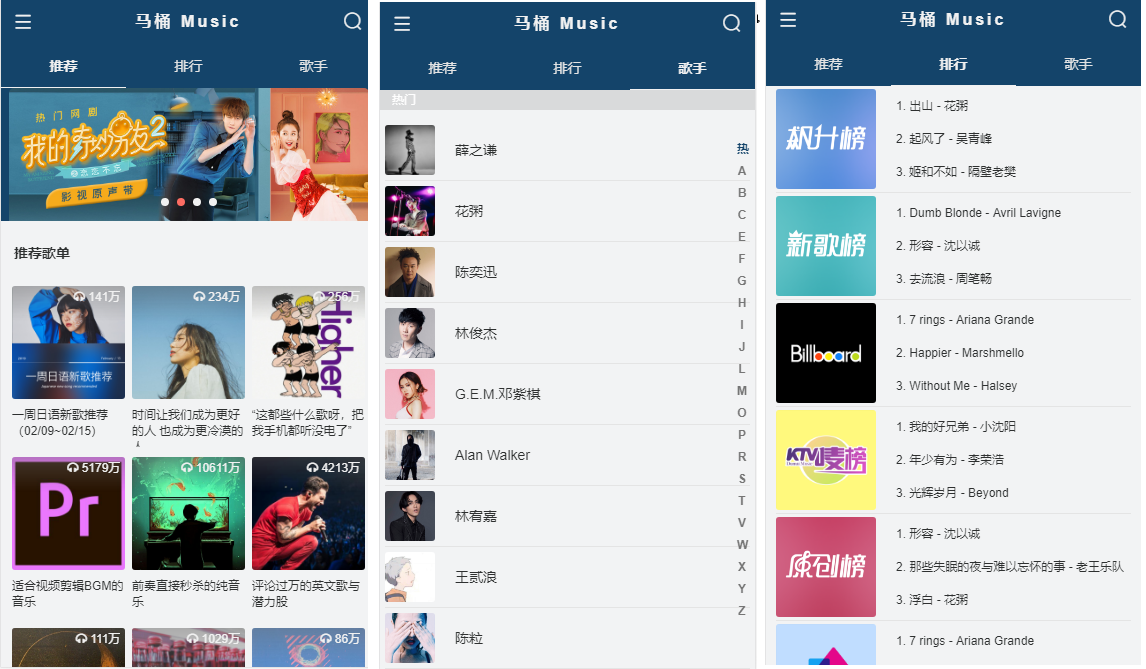 马桶 Music
推荐
排行
歌手
热门网剧
我的奇妙男友2
之恋恋不忘
影视原声带
推荐歌单
141万
一周日语新歌推荐
一周日语新歌推荐
（02/09~02/15）
234万
时间让我们成为更好
的人 也成为更冷漠的
人
256万
Higher
“这都些什么歌呀，把
我手机都听没电了”
5179万
Pr
适合视频剪辑BGM的
音乐
10611万
前奏直接秒杀的纯音
乐
4213万
评论过万的英文歌与
潜力股
111万
1029万
86万
马桶 Music
推荐
排行
歌手
热门
薛之谦
花粥
陈奕迅
林俊杰
G.E.M.邓紫棋
Alan Walker
林宥嘉
王贰浪
陈粒
热
A
B
C
E
F
G
H
I
J
L
M
O
P
R
S
T
V
W
X
Y
Z
马桶 Music
推荐
排行
歌手
飙升榜
1. 出山 - 花粥
2. 起风了 - 吴青峰
3. 姬和不如 - 隔壁老樊
新歌榜
1. Dumb Blonde - Avril Lavigne
2. 形容 - 沈以诚
3. 去流浪 - 周笔畅
Billboard
1. 7 rings - Ariana Grande
2. Happier - Marshmello
3. Without Me - Halsey
KTV唛榜
1. 我的好兄弟 - 小沈阳
2. 年少有为 - 李荣浩
3. 光辉岁月 - Beyond
原创榜
1. 形容 - 沈以诚
2. 那些失眠的夜与难以忘怀的事 - 老王乐队
3. 浮白 - 花粥
1. 7 rings - Ariana Grande